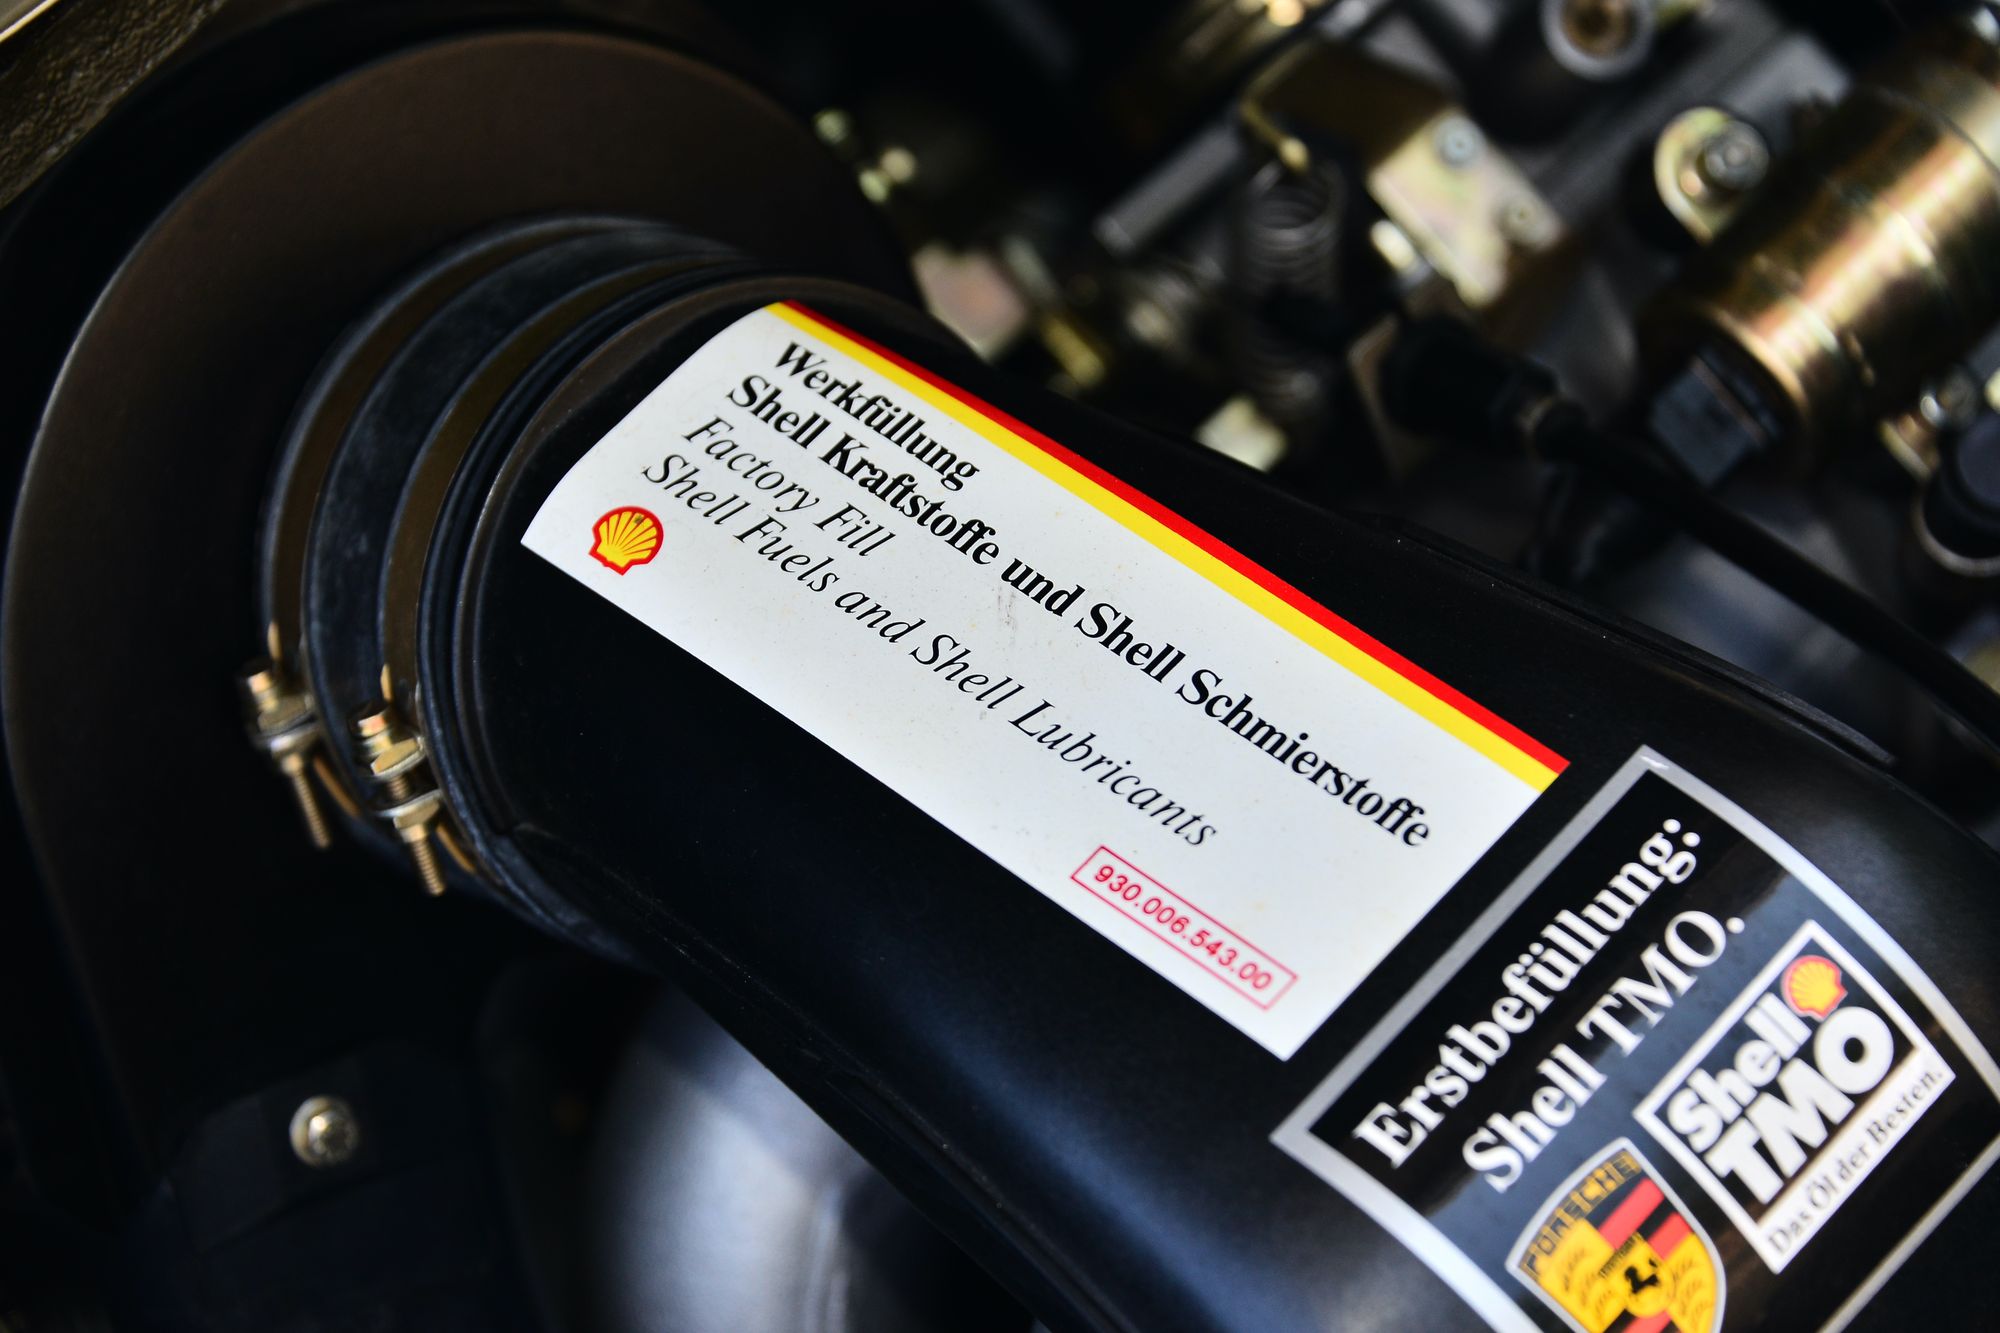 Werkfüllung
Shell Kraftstoffe und Shell Schmierstoffe
Factory Fill
Shell Fuels and Shell Lubricants
930.006.543.00
Erstbefüllung:
Shell TMO.
Shell
TMO
Das Öl der Besten.
PORSCHE